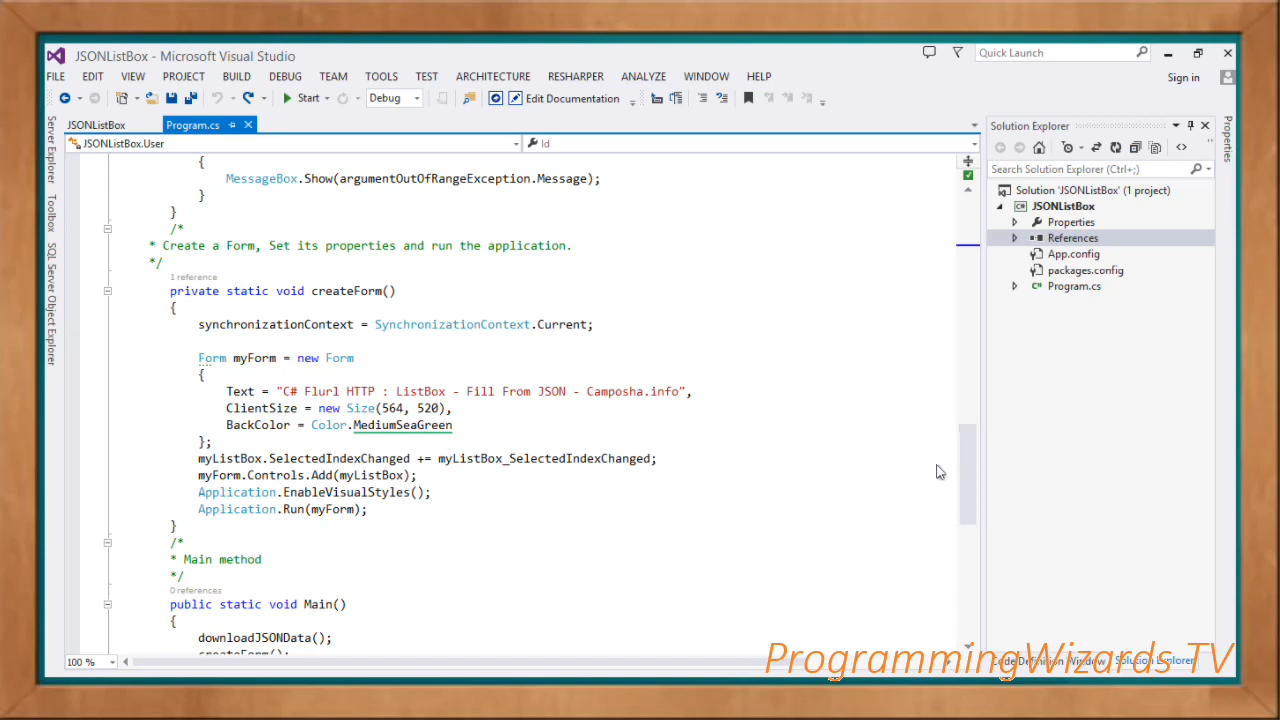 JSONListBox - Microsoft Visual Studio
Quick Launch
FILE EDIT VIEW PROJECT BUILD DEBUG TEAM TOOLS TEST ARCHITECTURE RESHARPER ANALYZE WINDOW HELP
Sign in
Start Debug Edit Documentation
Server Explorer
Toolbox
SQL Server Object Explorer
JSONListBox Program.cs
JSONListBox.User Id
{
MessageBox.Show(argumentOutOfRangeException.Message);
}
}
/*
* Create a Form, Set its properties and run the application.
*/
1 reference
private static void createForm()
{
synchronizationContext = SynchronizationContext.Current;
Form myForm = new Form
{
Text = "C# Flurl HTTP : ListBox - Fill From JSON - Camposha.info",
ClientSize = new Size(564, 520),
BackColor = Color.MediumSeaGreen
};
myListBox.SelectedIndexChanged += myListBox_SelectedIndexChanged;
myForm.Controls.Add(myListBox);
Application.EnableVisualStyles();
Application.Run(myForm);
}
/*
* Main method
*/
0 references
public static void Main()
{
downloadJSONData();
createForm();
100 %
Solution Explorer
Search Solution Explorer (Ctrl+;)
Solution 'JSONListBox' (1 project)
JSONListBox
Properties
References
App.config
packages.config
Program.cs
Properties
Code Definition Window Solution Explorer
ProgrammingWizards TV